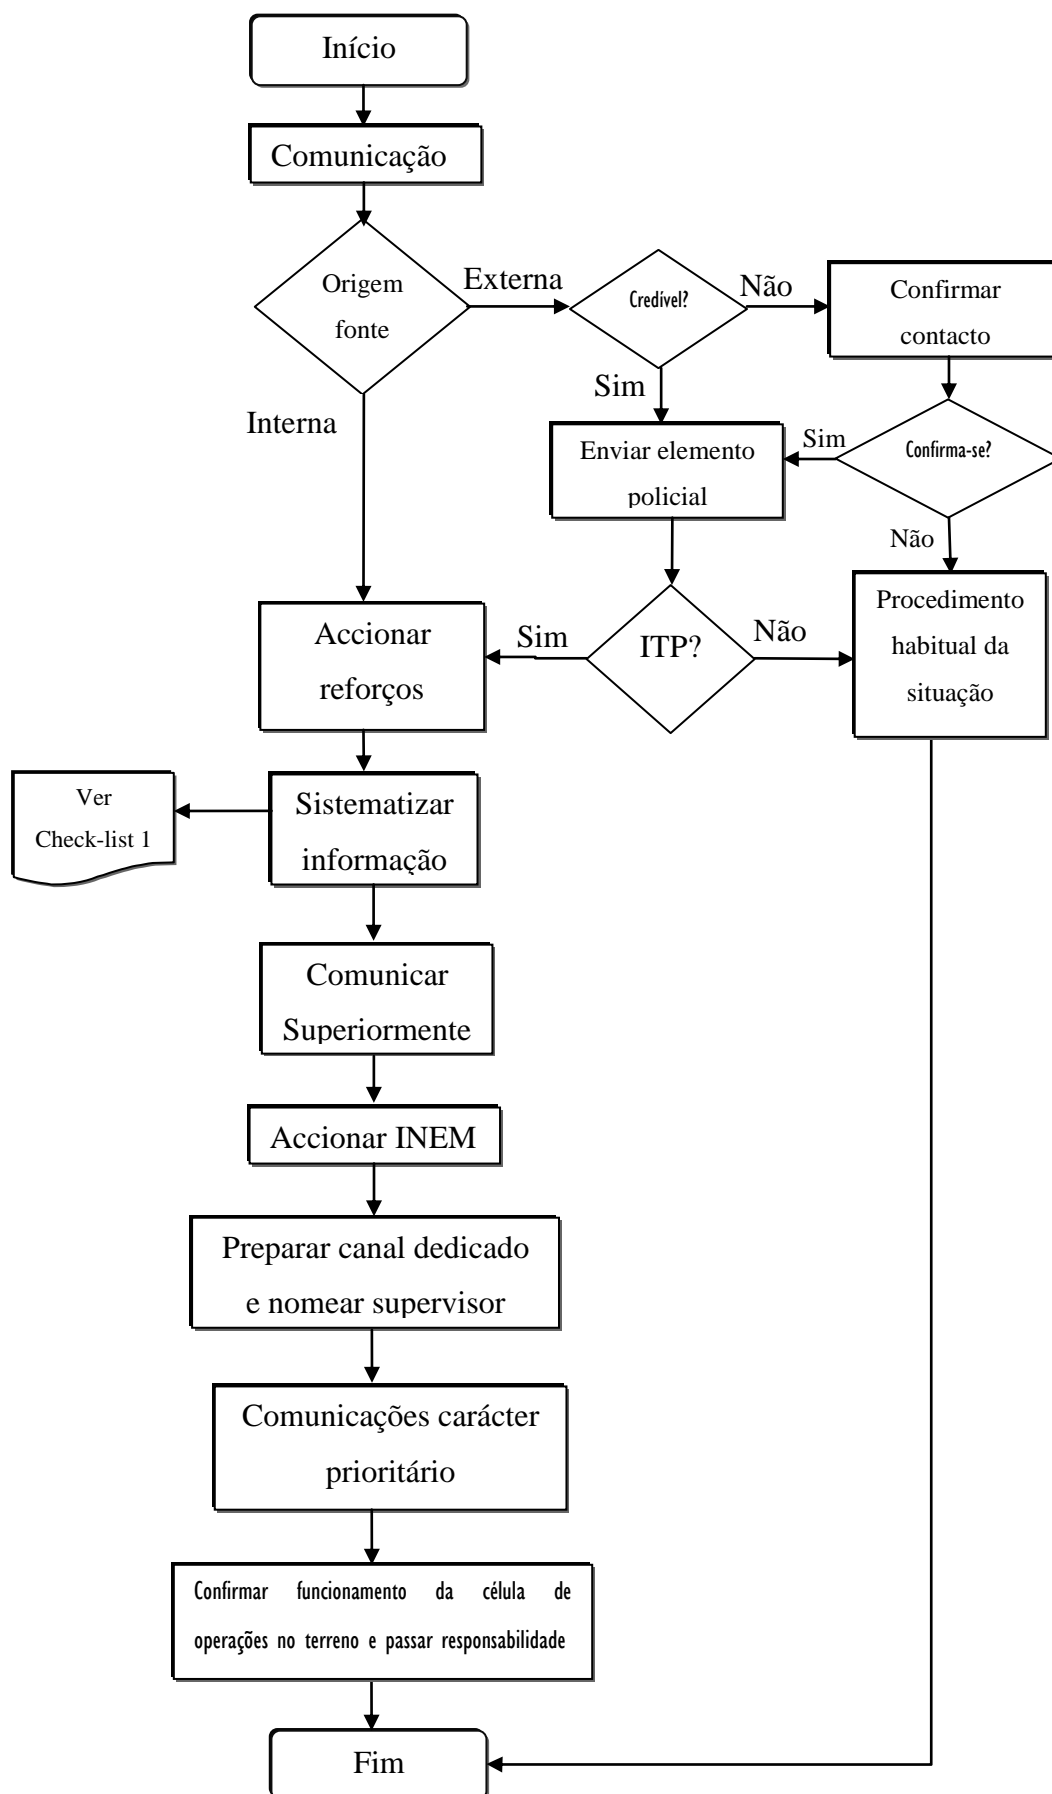 Início
Comunicação
Origem
fonte
Externa
Credível?
Não
Confirmar
contacto
Sim
Interna
Enviar elemento
policial
Sim
Confirma-se?
Não
Accionar
reforços
Sim
ITP?
Não
Procedimento
habitual da
situação
Ver
Check-list 1
Sistematizar
informação
Comunicar
Superiormente
Accionar INEM
Preparar canal dedicado
e nomear supervisor
Comunicações carácter
prioritário
Confirmar funcionamento da célula de
operações no terreno e passar responsabilidade
Fim